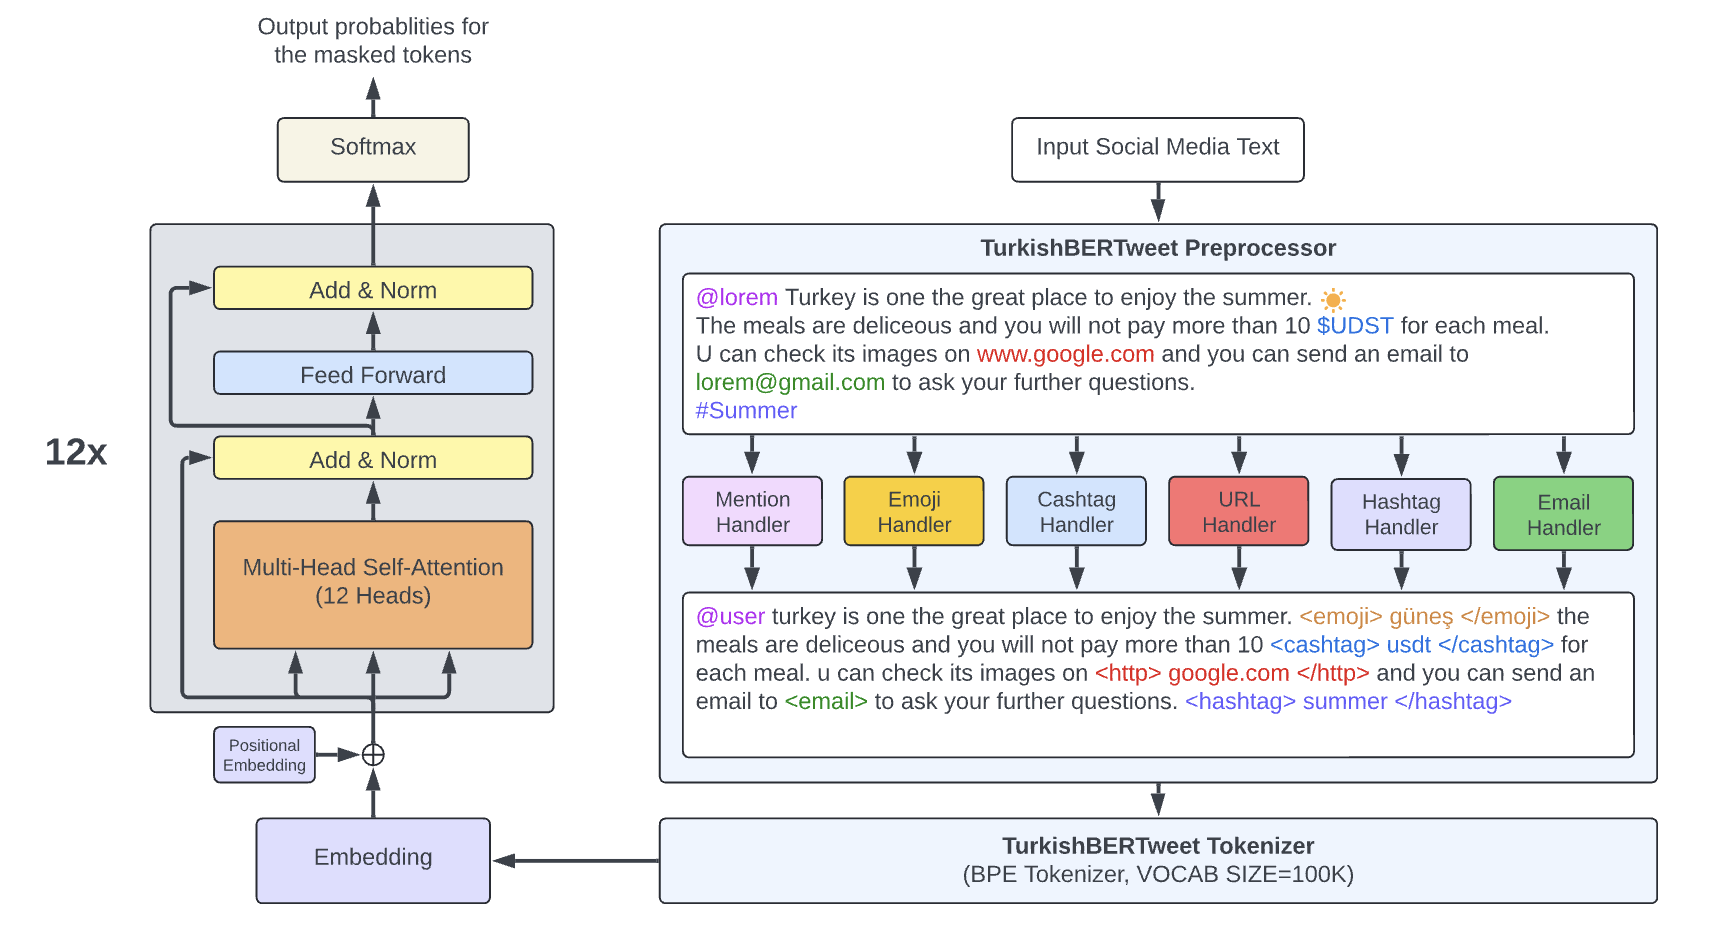 Output probablities for
the masked tokens
Softmax
Add & Norm
Feed Forward
12x
Add & Norm
Multi-Head Self-Attention
(12 Heads)
Positional
Embedding
Embedding
Input Social Media Text
TurkishBERTweet Preprocessor
@lorem Turkey is one the great place to enjoy the summer. ☀
The meals are deliceous and you will not pay more than 10 $UDST for each meal.
U can check its images on www.google.com and you can send an email to
lorem@gmail.com to ask your further questions.
#Summer
Mention
Handler
Emoji
Handler
Cashtag
Handler
URL
Handler
Hashtag
Handler
Email
Handler
@user turkey is one the great place to enjoy the summer. <emoji> güneş </emoji> the
meals are deliceous and you will not pay more than 10 <cashtag> usdt </cashtag> for
each meal. u can check its images on <http> google.com </http> and you can send an
email to <email> to ask your further questions. <hashtag> summer </hashtag>
TurkishBERTweet Tokenizer
(BPE Tokenizer, VOCAB SIZE=100K)